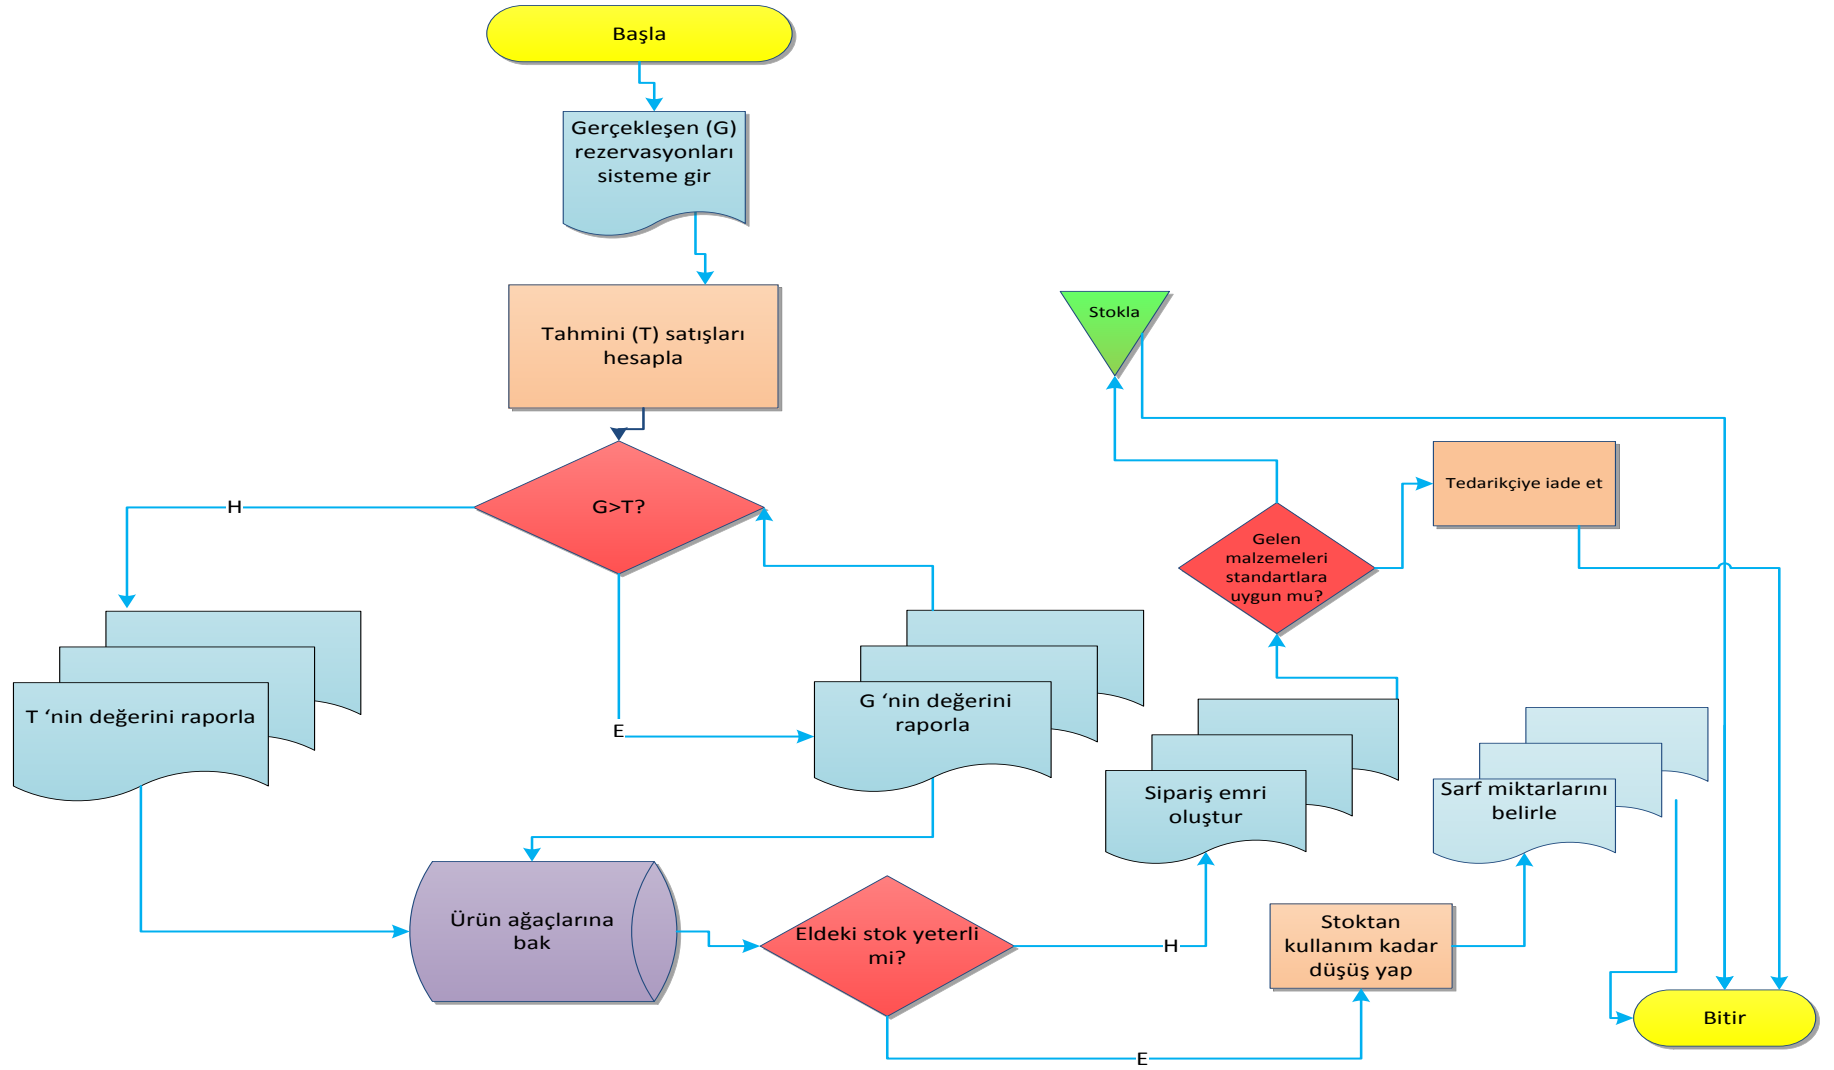 Başla
Gerçekleşen (G)
rezervasyonları
sisteme gir
Tahmini (T) satışları
hesapla
G>T?
H
E
T ‘nin değerini raporla
G ‘nin değerini
raporla
Ürün ağaçlarına
bak
Eldeki stok yeterli
mi?
H
E
Sipariş emri
oluştur
Stoktan
kullanım kadar
düşüş yap
Sarf miktarlarını
belirle
Gelen
malzemeleri
standartlara
uygun mu?
Stokla
Tedarikçiye iade et
Bitir